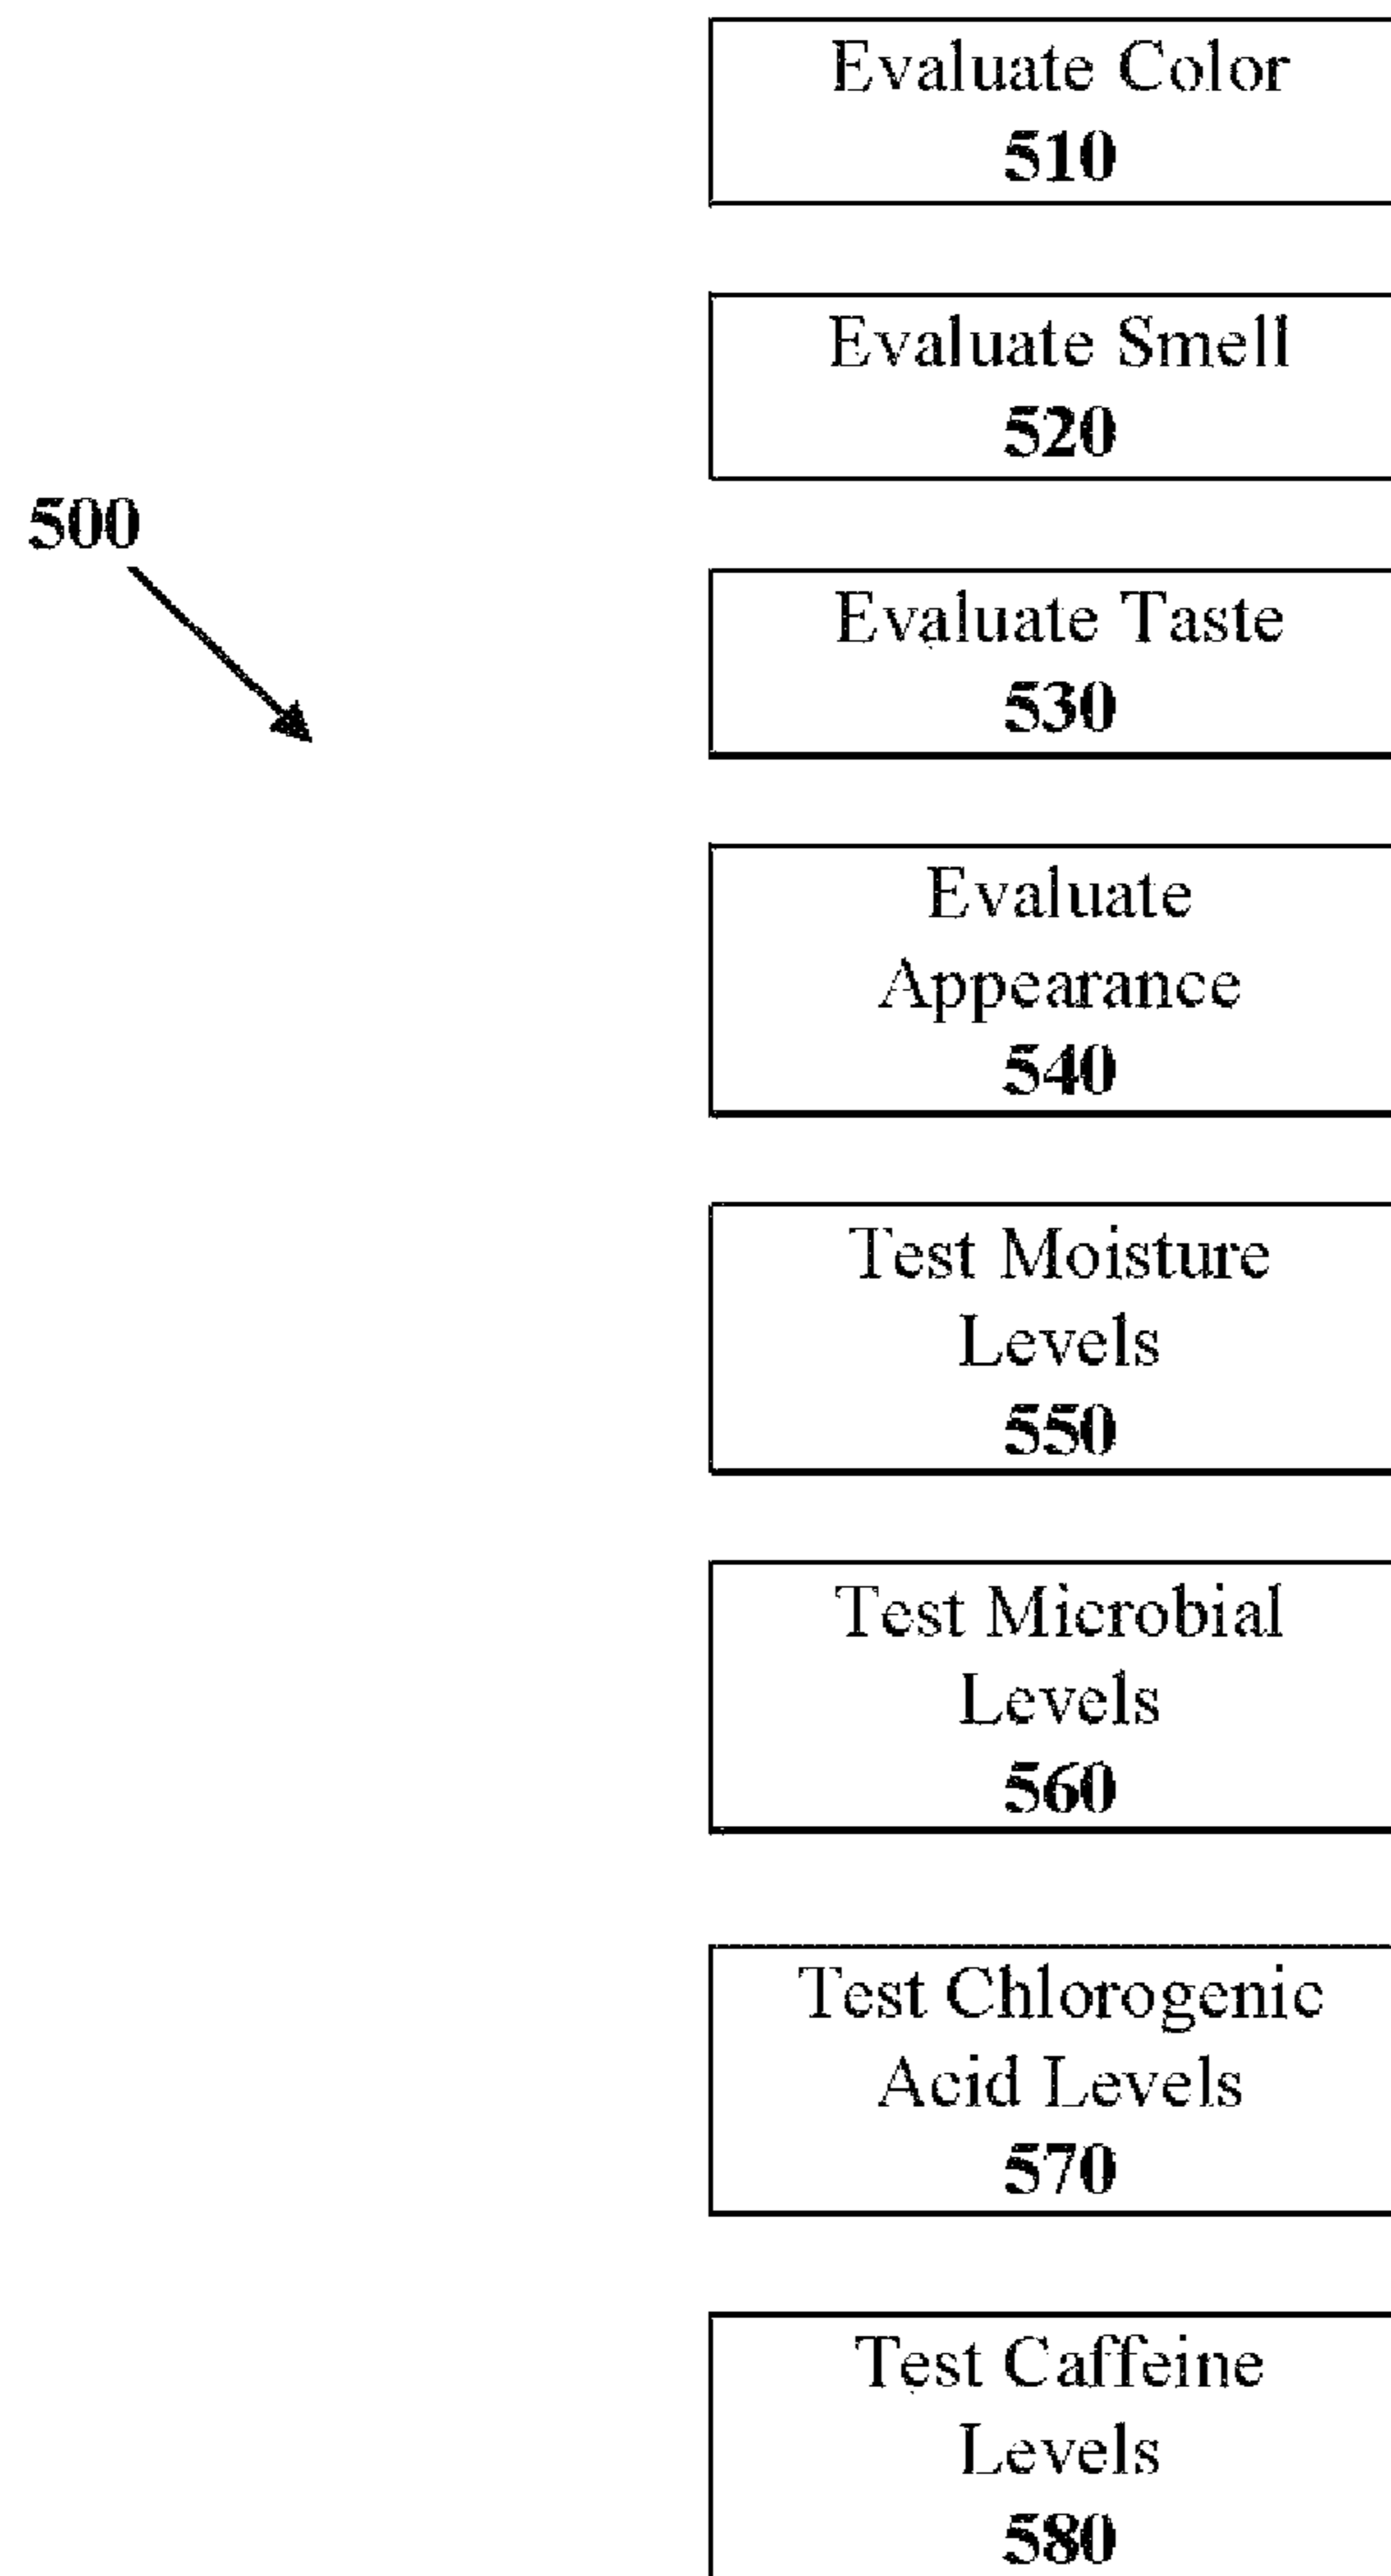 Evaluate Color
510
Evaluate Smell
520
500
Evaluate Taste
530
Evaluate
Appearance
540
Test Moisture
Levels
550
Test Microbial
Levels
560
Test Chlorogenic
Acid Levels
570
Test Caffeine
Levels
580